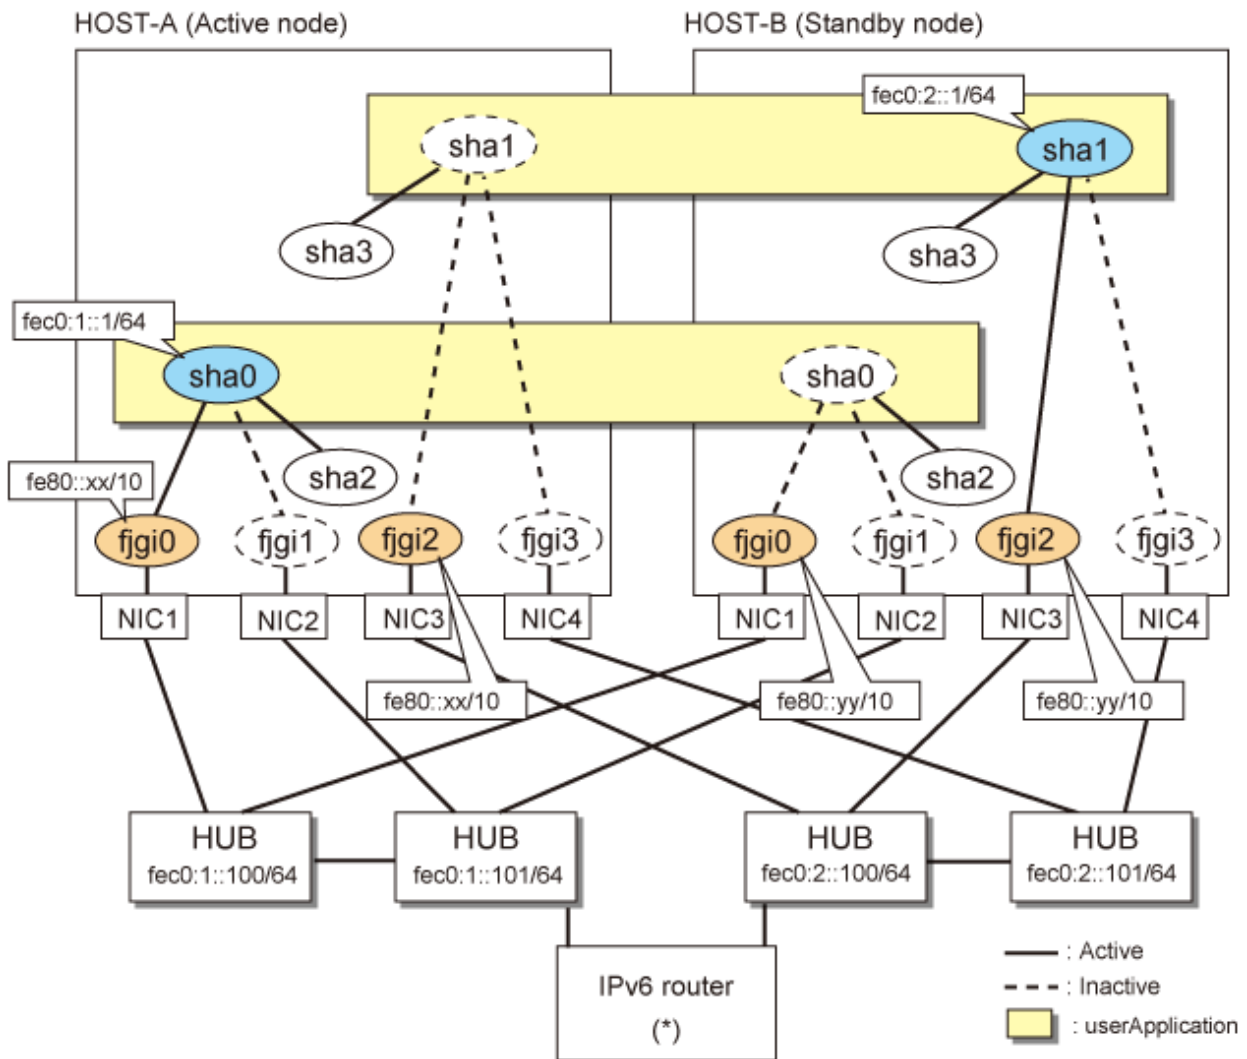 HOST-A (Active node)
HOST-B (Standby node)
fec0:2::1/64
sha1
sha1
sha3
sha3
fec0:1::1/64
sha0
sha0
sha2
sha2
fe80::xx/10
fjgi0
fjgi1
fjgi2
fjgi3
fjgi0
fjgi1
fjgi2
fjgi3
NIC1
NIC2
NIC3
NIC4
NIC1
NIC2
NIC3
NIC4
fe80::xx/10
fe80::yy/10
fe80::yy/10
HUB
fec0:1::100/64
HUB
fec0:1::101/64
HUB
fec0:2::100/64
HUB
fec0:2::101/64
IPv6 router
(*)
: Active
: Inactive
: userApplication